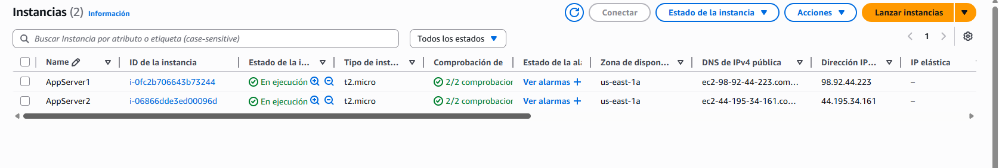 Instancias (2) Información Conectar Estado de la instancia Acciones Lanzar instancias
Buscar Instancia por atributo o etiqueta (case-sensitive) Todos los estados 1
Name ID de la instancia Estado de la i... Tipo de inst... Comprobación de Estado de la ala Zona de dispon... DNS de IPv4 pública Dirección IP... IP elástica
AppServer1 i-0fc2b706643b73244 En ejecución t2.micro 2/2 comprobacion Ver alarmas + us-east-1a ec2-98-92-44-223.com... 98.92.44.223 –
AppServer2 i-06866dde3ed00096d En ejecución t2.micro 2/2 comprobacion Ver alarmas + us-east-1a ec2-44-195-34-161.co... 44.195.34.161 –